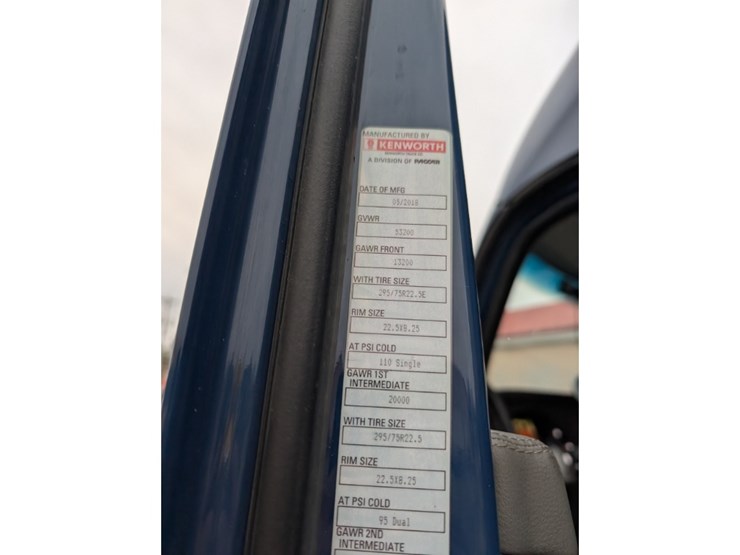 MANUFACTURED BY
KENWORTH
A DIVISION OF PACCAR
DATE OF MFG
05/2018
GVWR
53200
GAWR FRONT
13200
WITH TIRE SIZE
295/75R22.5E
RIM SIZE
22.5X8.25
AT PSI COLD
110 Single
GAWR 1ST
INTERMEDIATE
20000
WITH TIRE SIZE
295/75R22.5
RIM SIZE
22.5X8.25
AT PSI COLD
95 Dual
GAWR 2ND
INTERMEDIATE